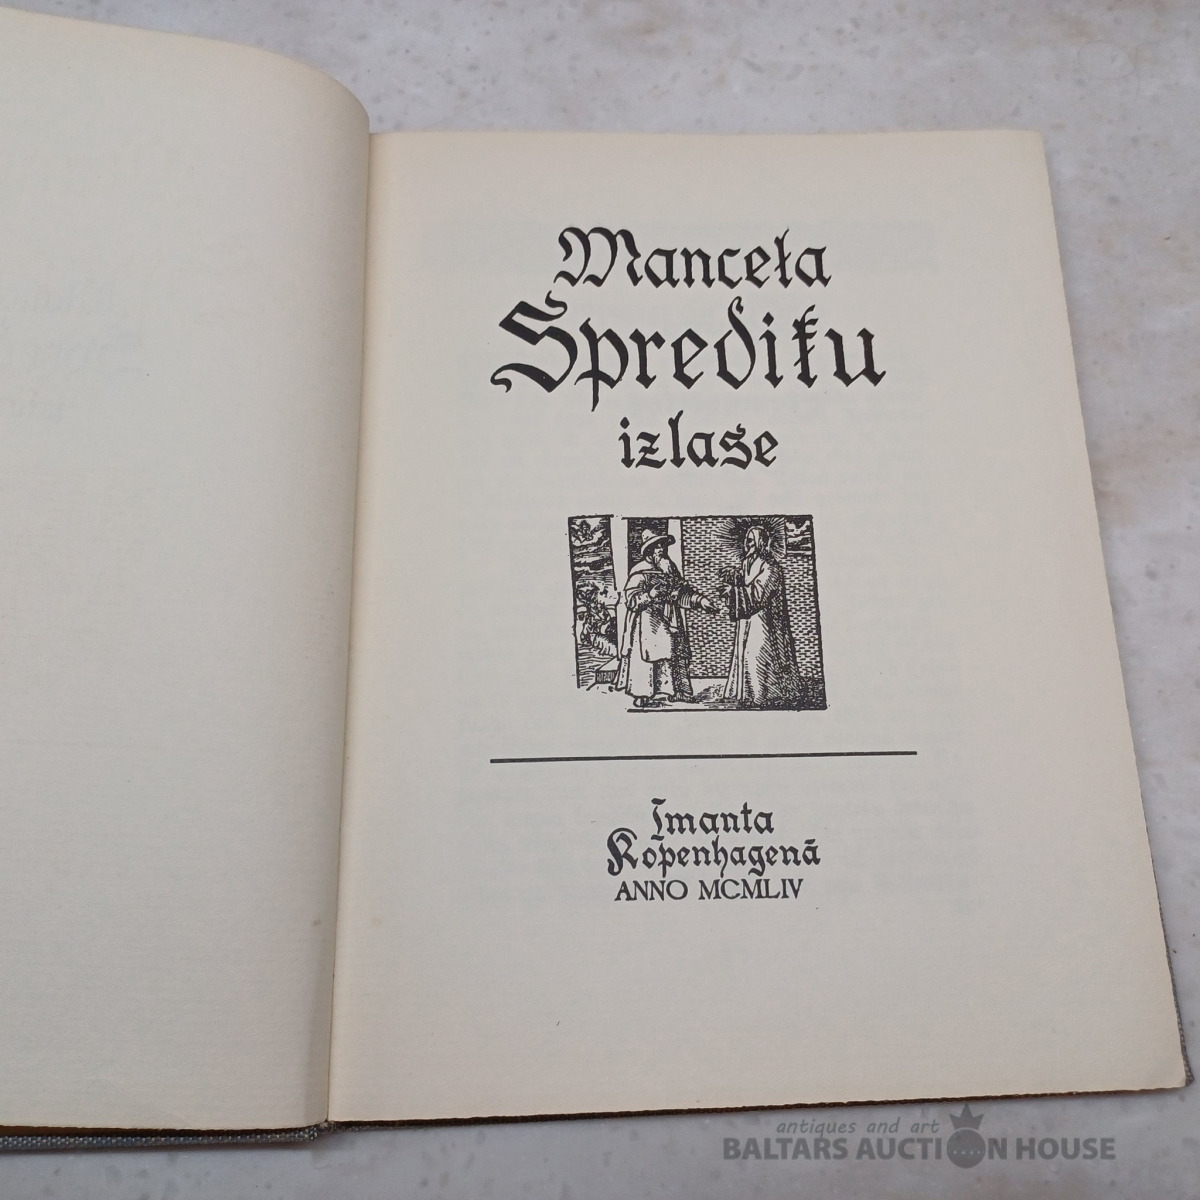 Manceļa
Sprediķu
izlase
Imanta
Kopenhagenā
ANNO MCMLIV
antiques and art
BALTARS AUCTION HOUSE